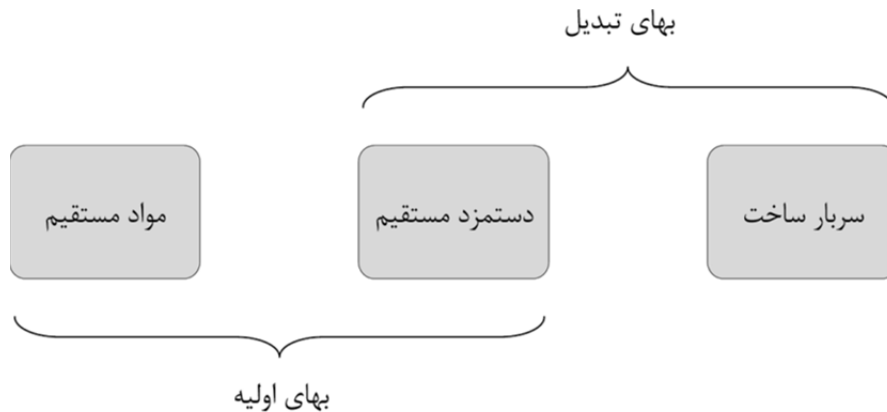 بهای تبدیل
سربار ساخت
دستمزد مستقیم
مواد مستقیم
بهای اولیه